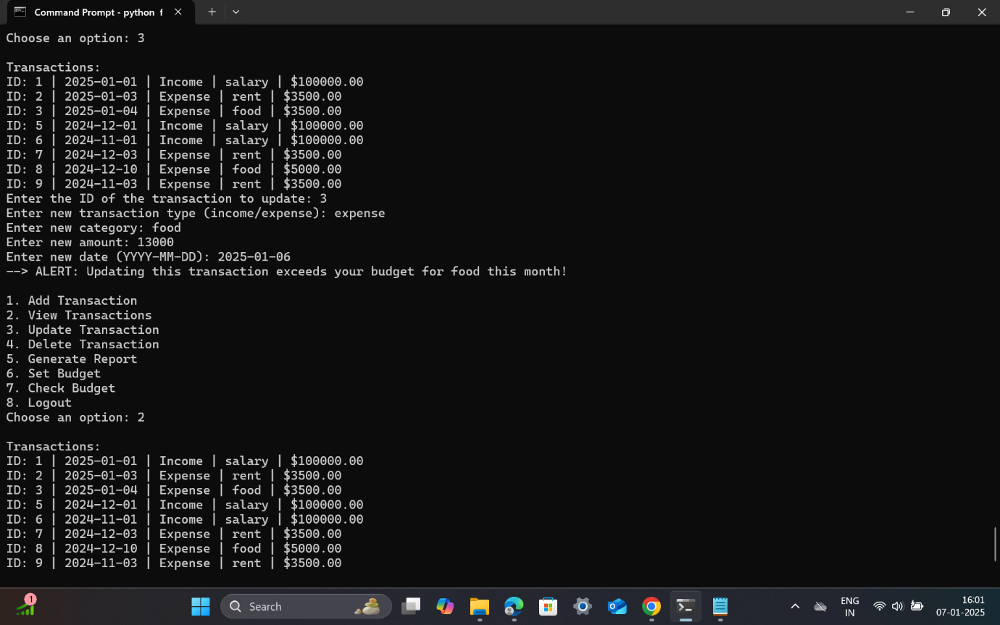 Command Prompt - python f
Choose an option: 3
Transactions:
ID: 1 | 2025-01-01 | Income | salary | $100000.00
ID: 2 | 2025-01-03 | Expense | rent | $3500.00
ID: 3 | 2025-01-04 | Expense | food | $3500.00
ID: 5 | 2024-12-01 | Income | salary | $100000.00
ID: 6 | 2024-11-01 | Income | salary | $100000.00
ID: 7 | 2024-12-03 | Expense | rent | $3500.00
ID: 8 | 2024-12-10 | Expense | food | $5000.00
ID: 9 | 2024-11-03 | Expense | rent | $3500.00
Enter the ID of the transaction to update: 3
Enter new transaction type (income/expense): expense
Enter new category: food
Enter new amount: 13000
Enter new date (YYYY-MM-DD): 2025-01-06
--> ALERT: Updating this transaction exceeds your budget for food this month!
1. Add Transaction
2. View Transactions
3. Update Transaction
4. Delete Transaction
5. Generate Report
6. Set Budget
7. Check Budget
8. Logout
Choose an option: 2
Transactions:
ID: 1 | 2025-01-01 | Income | salary | $100000.00
ID: 2 | 2025-01-03 | Expense | rent | $3500.00
ID: 3 | 2025-01-04 | Expense | food | $3500.00
ID: 5 | 2024-12-01 | Income | salary | $100000.00
ID: 6 | 2024-11-01 | Income | salary | $100000.00
ID: 7 | 2024-12-03 | Expense | rent | $3500.00
ID: 8 | 2024-12-10 | Expense | food | $5000.00
ID: 9 | 2024-11-03 | Expense | rent | $3500.00
1
Search
ENG
IN
16:01
07-01-2025